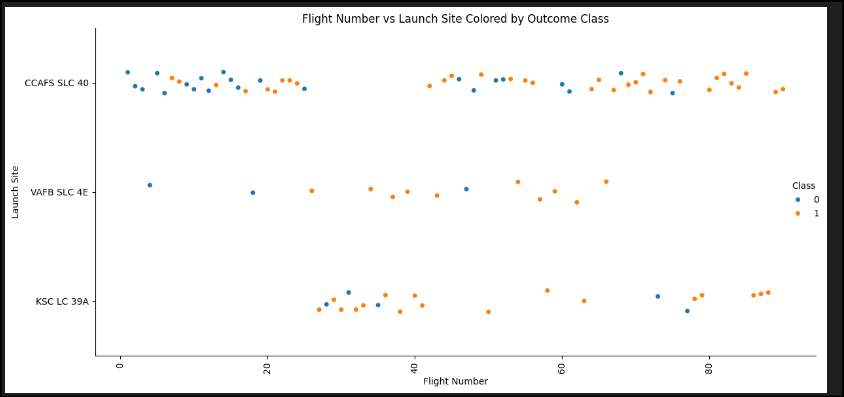 Flight Number vs Launch Site Colored by Outcome Class
CCAFS SLC 40
VAFB SLC 4E
KSC LC 39A
Launch Site
Class
0
1
0
20
40
60
80
Flight Number